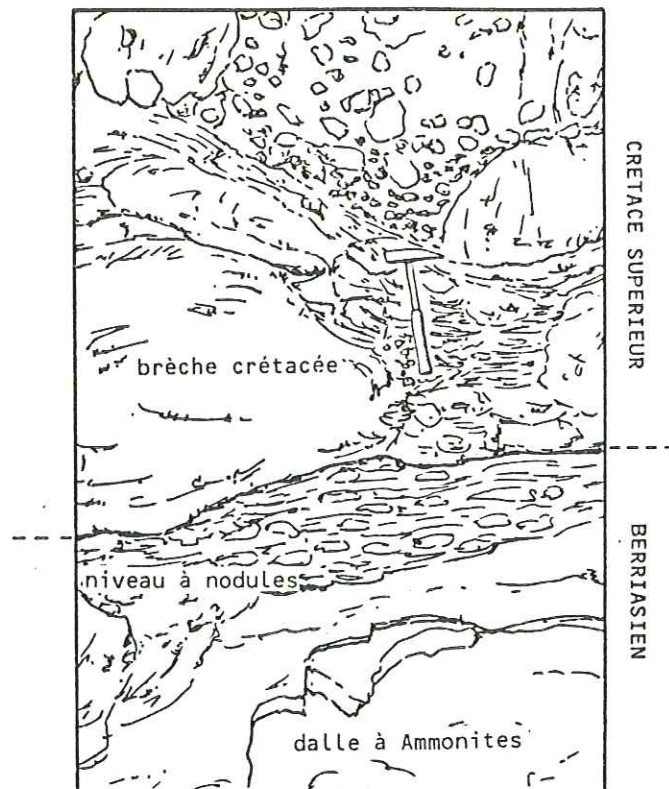 CRETACE SUPERIEUR
brèche crétacée
niveau à nodules
BERRIASIEN
dalle à Ammonites